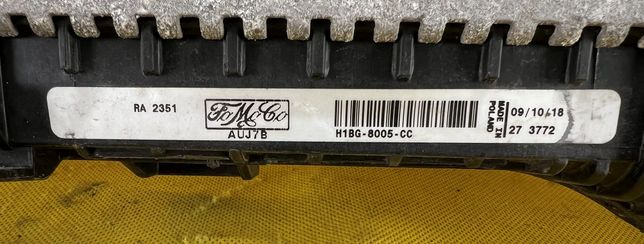 RA 2351
FoMoCo
AUJ7B
H1BG-8005-CC
MADE IN
POLAND
09/10/18
27 3772